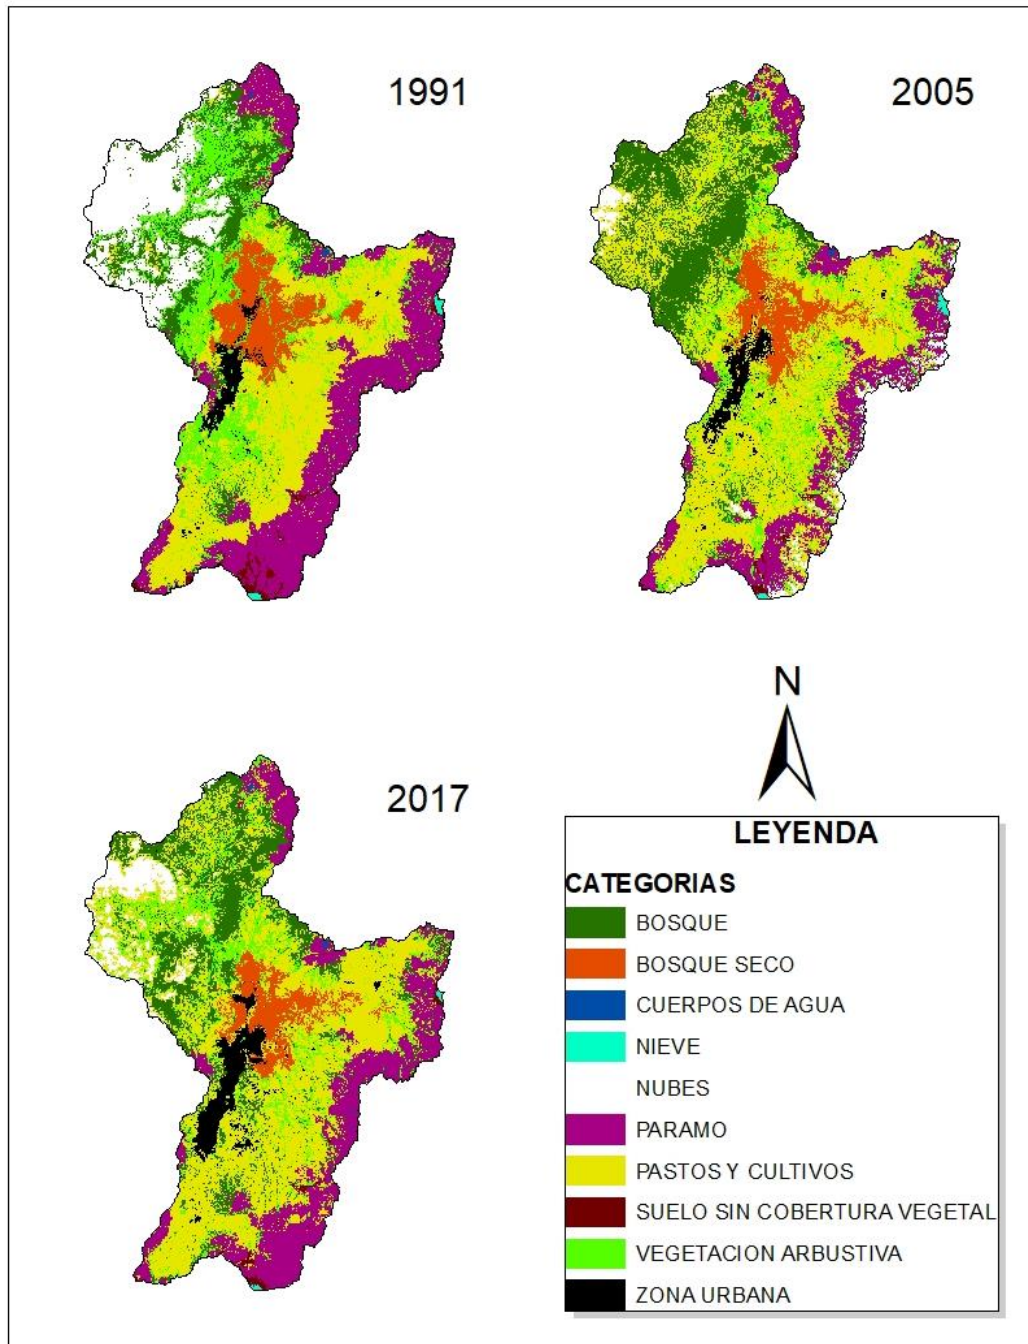 1991
2005
2017
N
LEYENDA
CATEGORIAS
BOSQUE
BOSQUE SECO
CUERPOS DE AGUA
NIEVE
NUBES
PARAMO
PASTOS Y CULTIVOS
SUELO SIN COBERTURA VEGETAL
VEGETACION ARBUSTIVA
ZONA URBANA